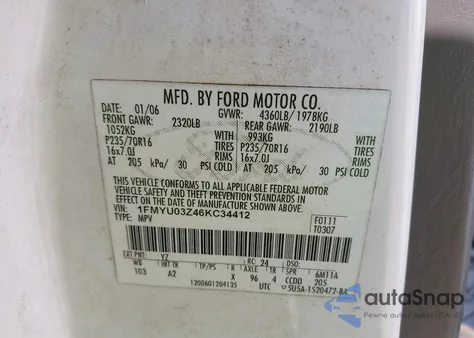 MFD. BY FORD MOTOR CO.
DATE: 01/06 GVWR: 4360LB/1978KG
FRONT GAWR: 2320LB REAR GAWR: 2190LB
1052KG WITH 993KG WITH
P235/70R16 TIRES P235/70R16 TIRES
16x7.0J RIMS 16x7.0J RIMS
AT 205 kPa/ 30 PSI COLD AT 205 kPa/ 30 PSI COLD
THIS VEHICLE CONFORMS TO ALL APPLICABLE FEDERAL MOTOR
VEHICLE SAFETY AND THEFT PREVENTION STANDARDS IN
EFFECT ON THE DATE OF MANUFACTURE SHOWN ABOVE.
VIN: 1FMYU03Z46KC34412
TYPE: MPV
F0111
T0307
EXT PNT: Y7 RC: 24 DSO:
WB INT TR TP/PS R AXLE TR SPR 6M11A
103 A2 X 96 4 CCDD 205
1200601204135 UTC 5U5A-1520472-BA
autoSnap